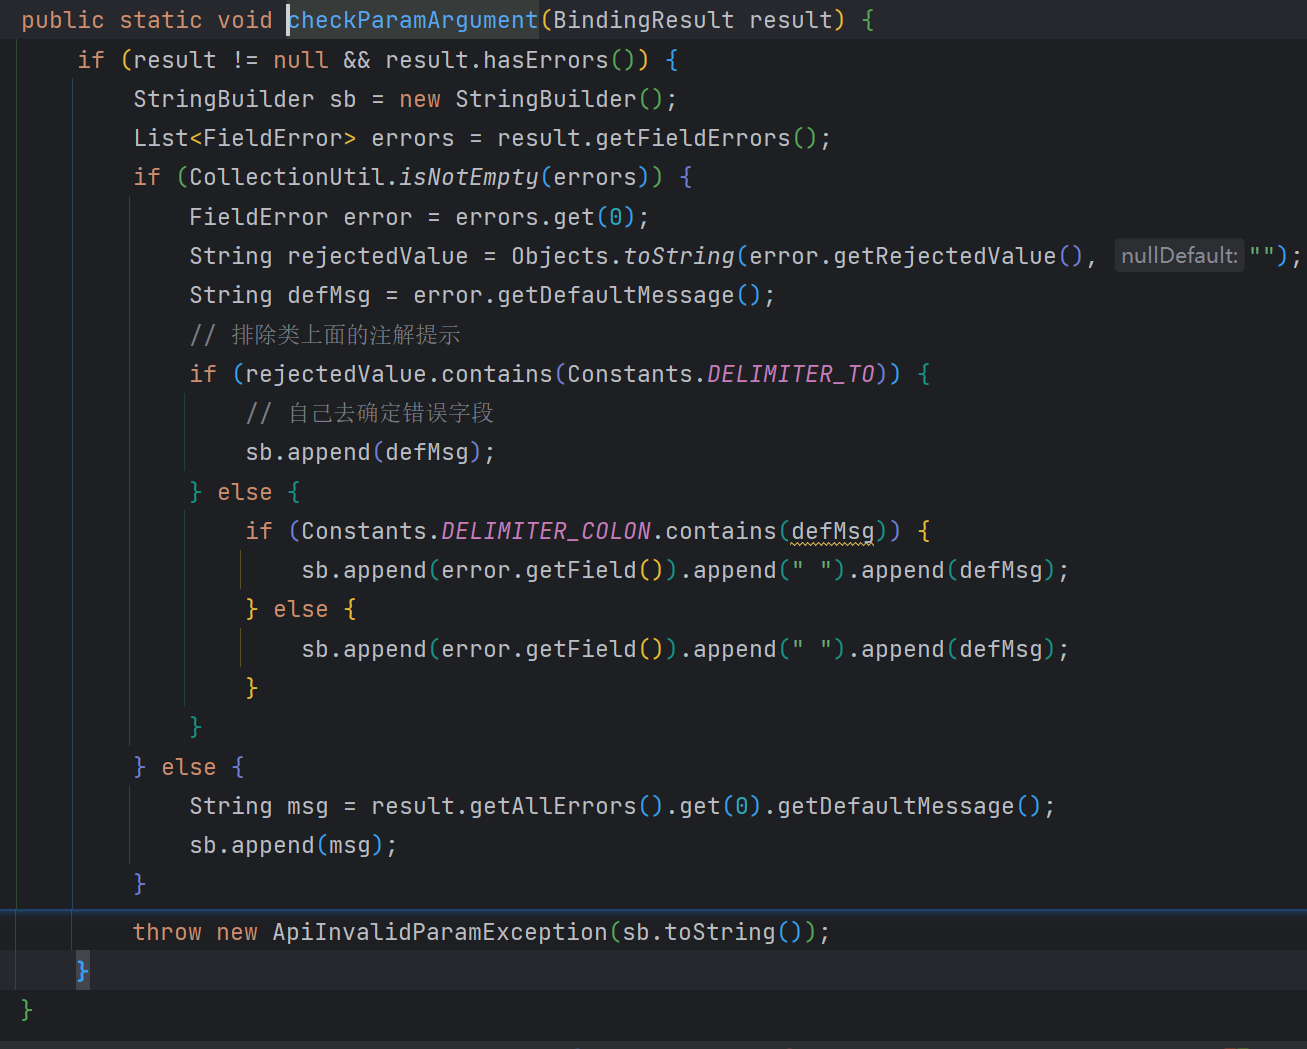 public static void checkParamArgument(BindingResult result) {
    if (result != null && result.hasErrors()) {
        StringBuilder sb = new StringBuilder();
        List<FieldError> errors = result.getFieldErrors();
        if (CollectionUtil.isNotEmpty(errors)) {
            FieldError error = errors.get(0);
            String rejectedValue = Objects.toString(error.getRejectedValue(), nullDefault: "");
            String defMsg = error.getDefaultMessage();
            // 排除类上面的注解提示
            if (rejectedValue.contains(Constants.DELIMITER_TO)) {
                // 自己去确定错误字段
                sb.append(defMsg);
            } else {
                if (Constants.DELIMITER_COLON.contains(defMsg)) {
                    sb.append(error.getField()).append(" ").append(defMsg);
                } else {
                    sb.append(error.getField()).append(" ").append(defMsg);
                }
            }
        } else {
            String msg = result.getAllErrors().get(0).getDefaultMessage();
            sb.append(msg);
        }
        throw new ApiInvalidParamException(sb.toString());
    }
}